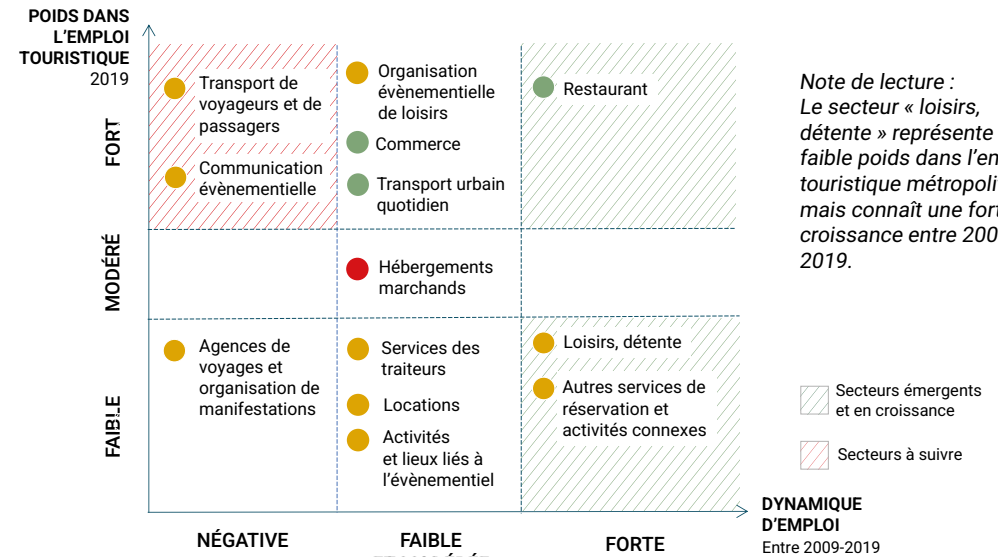 POIDS DANS
L’EMPLOI
TOURISTIQUE
2019
FORT
MODÉRÉ
FAIBLE
Transport de
voyageurs et de
passagers
Communication
évènementielle
Organisation
évènementielle
de loisirs
Commerce
Transport urbain
quotidien
Restaurant
Hébergements
marchands
Agences de
voyages et
organisation de
manifestations
Services des
traiteurs
Locations
Activités
et lieux liés à
l’évènementiel
Loisirs, détente
Autres services de
réservation et
activités connexes
NÉGATIVE
FAIBLE
FORTE
DYNAMIQUE
D’EMPLOI
Entre 2009-2019
Note de lecture :
Le secteur « loisirs,
détente » représente
faible poids dans l’en
touristique métropoli
mais connaît une fort
croissance entre 200
2019.
Secteurs émergents
et en croissance
Secteurs à suivre